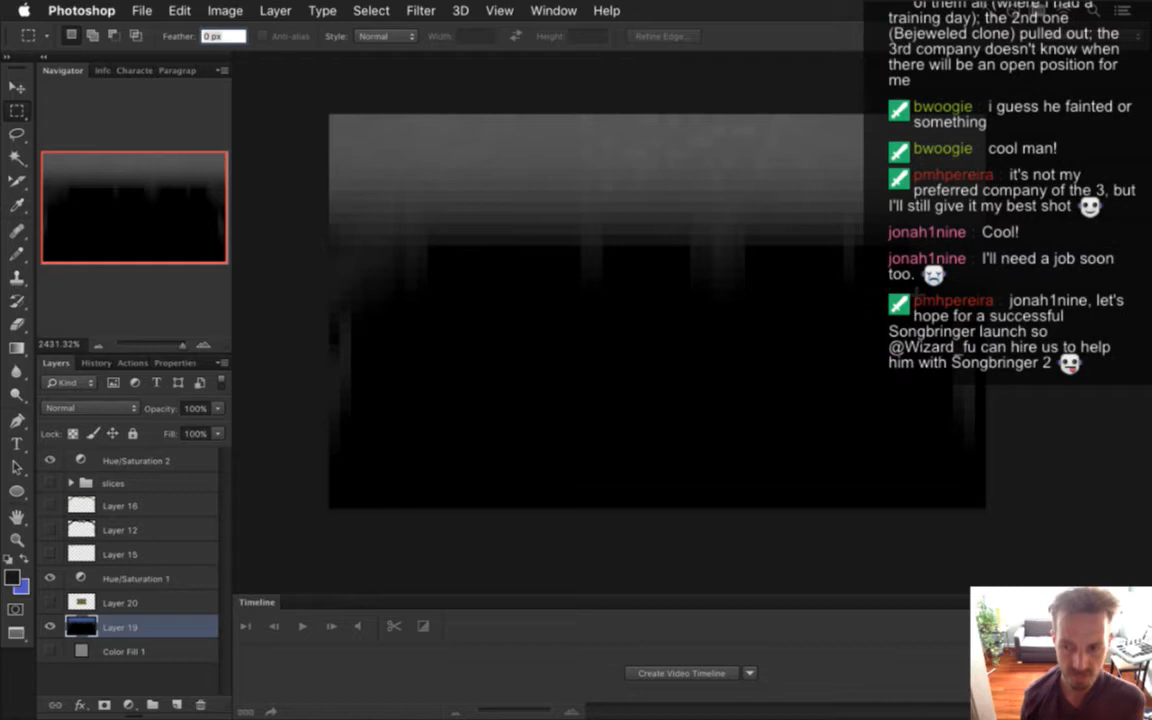 Photoshop File Edit Image Layer Type Select Filter 3D View Window Help
Feather: 0 px Anti-alias Style: Normal Width: Height: Refine Edge...
Navigator Info Characte Paragrap
2431.32%
Layers History Actions Properties
Kind
Normal Opacity: 100%
Lock: Fill: 100%
Hue/Saturation 2
slices
Layer 16
Layer 12
Layer 15
Hue/Saturation 1
Layer 20
Layer 19
Color Fill 1
Timeline
Create Video Timeline
of them all (where I had a
training day); the 2nd one
(Bejeweled clone) pulled out; the
3rd company doesn't know when
there will be an open position for
me
bwoogie : i guess he fainted or
something
bwoogie : cool man!
pmhpereira : it's not my
preferred company of the 3, but
I'll still give it my best shot
jonah1nine : Cool!
jonah1nine : I'll need a job soon
too.
pmhpereira : jonah1nine, let's
hope for a successful
Songbringer launch so
@Wizard_fu can hire us to help
him with Songbringer 2